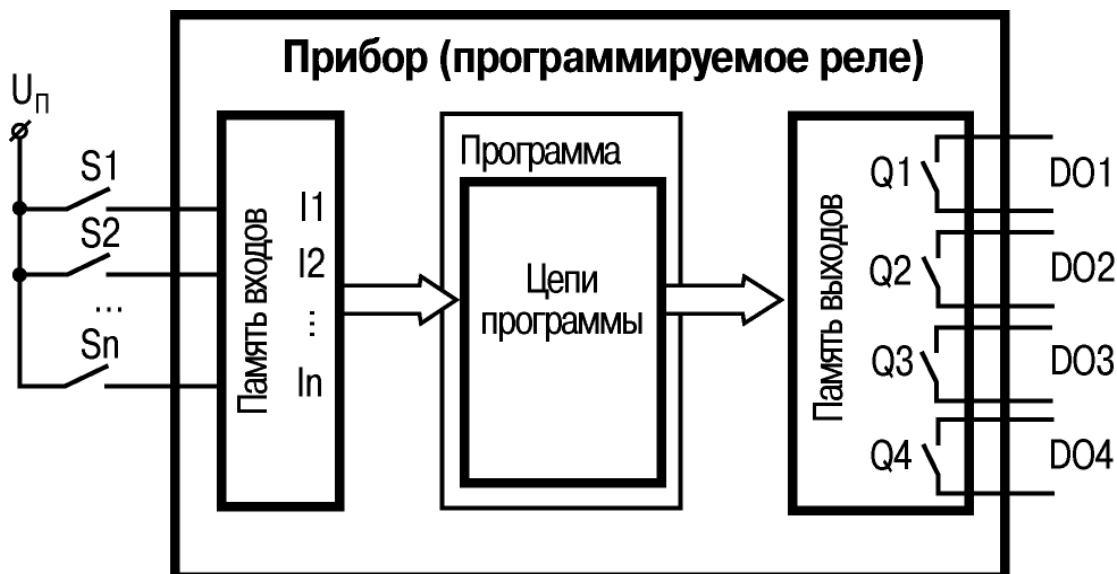 Прибор (программируемое реле)
Uп
S1
S2
...
Sn
Память входов
I1
I2
...
In
Программа
Цепи
программы
Память выходов
Q1
Q2
Q3
Q4
DO1
DO2
DO3
DO4